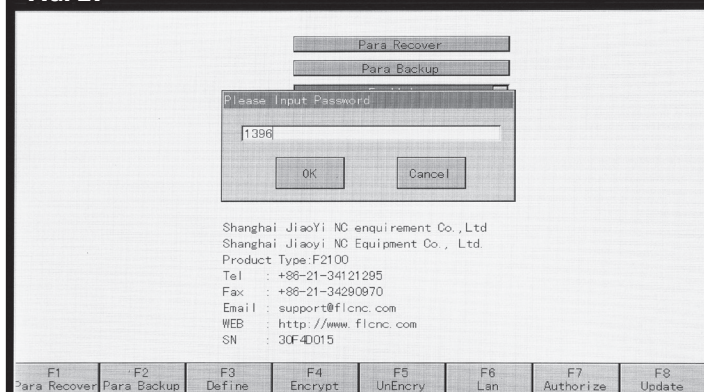 Para Recover
Para Backup
Please Input Password
1396
OK
Cancel
Shanghai JiaoYi NC enquirement Co.,Ltd
Shanghai Jiaoyi NC Equipment Co., Ltd.
Product Type:F2100
Tel : +86-21-34121295
Fax : +86-21-34290970
Email : support@flcnc.com
WEB : http://www.flcnc.com
SN : 30F4D015
F1 F2 F3 F4 F5 F6 F7 F8
Para Recover Para Backup Define Encrypt UnEncry Lan Authorize Update